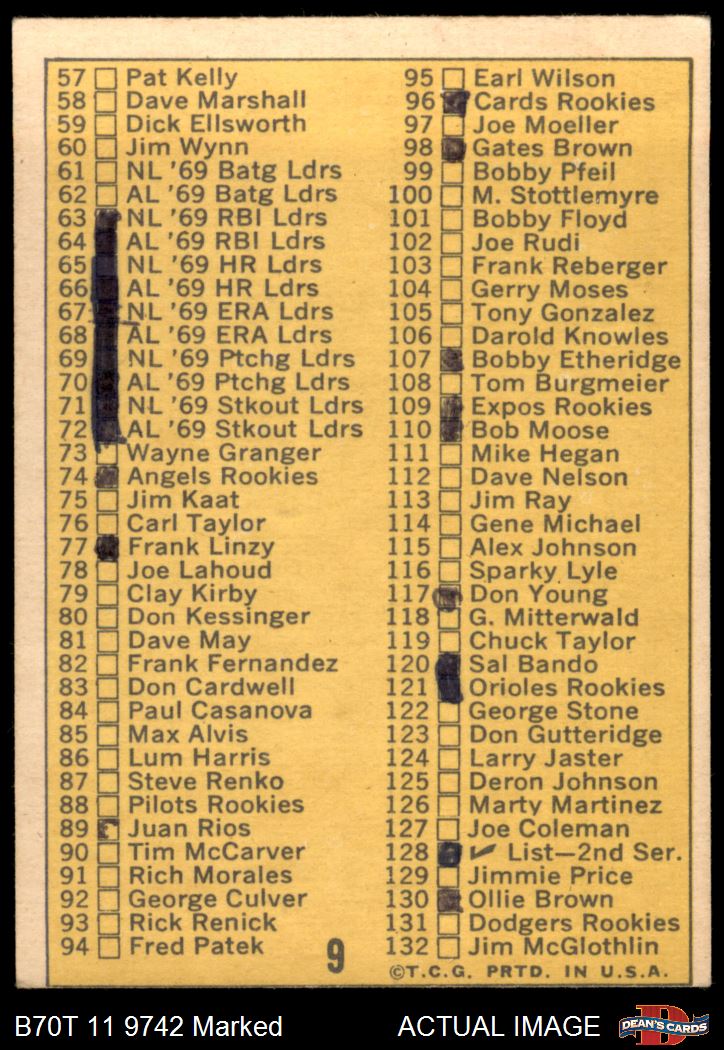 57 Pat Kelly
58 Dave Marshall
59 Dick Ellsworth
60 Jim Wynn
61 NL '69 Batg Ldrs
62 AL '69 Batg Ldrs
63 NL '69 RBI Ldrs
64 AL '69 RBI Ldrs
65 NL '69 HR Ldrs
66 AL '69 HR Ldrs
67 NL '69 ERA Ldrs
68 AL '69 ERA Ldrs
69 NL '69 Ptchg Ldrs
70 AL '69 Ptchg Ldrs
71 NL '69 Stkout Ldrs
72 AL '69 Stkout Ldrs
73 Wayne Granger
74 Angels Rookies
75 Jim Kaat
76 Carl Taylor
77 Frank Linzy
78 Joe Lahoud
79 Clay Kirby
80 Don Kessinger
81 Dave May
82 Frank Fernandez
83 Don Cardwell
84 Paul Casanova
85 Max Alvis
86 Lum Harris
87 Steve Renko
88 Pilots Rookies
89 Juan Rios
90 Tim McCarver
91 Rich Morales
92 George Culver
93 Rick Renick
94 Fred Patek
95 Earl Wilson
96 Cards Rookies
97 Joe Moeller
98 Gates Brown
99 Bobby Pfeil
100 M. Stottlemyre
101 Bobby Floyd
102 Joe Rudi
103 Frank Reberger
104 Gerry Moses
105 Tony Gonzalez
106 Darold Knowles
107 Bobby Etheridge
108 Tom Burgmeier
109 Expos Rookies
110 Bob Moose
111 Mike Hegan
112 Dave Nelson
113 Jim Ray
114 Gene Michael
115 Alex Johnson
116 Sparky Lyle
117 Don Young
118 G. Mitterwald
119 Chuck Taylor
120 Sal Bando
121 Orioles Rookies
122 George Stone
123 Don Gutteridge
124 Larry Jaster
125 Deron Johnson
126 Marty Martinez
127 Joe Coleman
128 ✓ List—2nd Ser.
129 Jimmie Price
130 Ollie Brown
131 Dodgers Rookies
132 Jim McGlothlin
9
©T.C.G. PRTD. IN U.S.A.
B70T 11 9742 Marked
ACTUAL IMAGE
DEAN'S CARDS